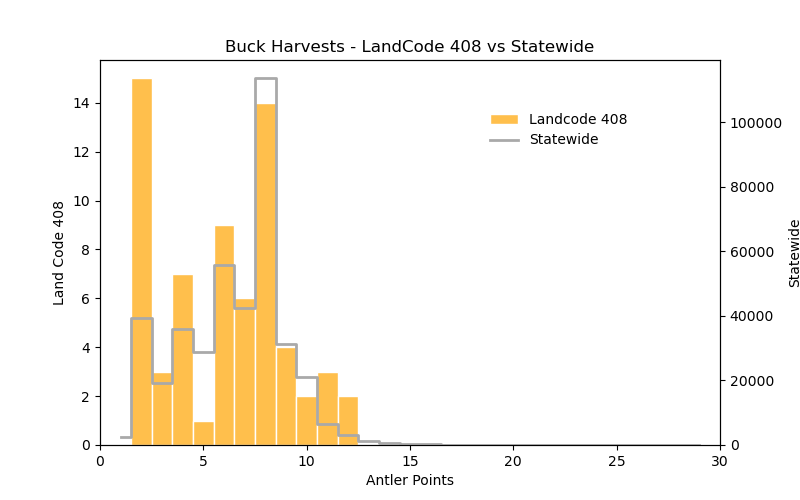 Buck Harvests - LandCode 408 vs Statewide
14
12
10
8
6
4
2
0
Land Code 408
Landcode 408
Statewide
100000
80000
60000
40000
20000
0
Statewide
0 5 10 15 20 25 30
Antler Points